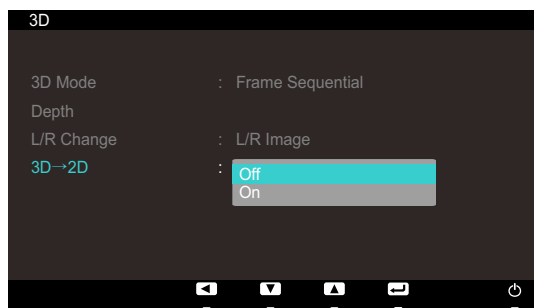 3D
3D Mode : Frame Sequential
Depth
L/R Change : L/R Image
3D→2D : Off
On